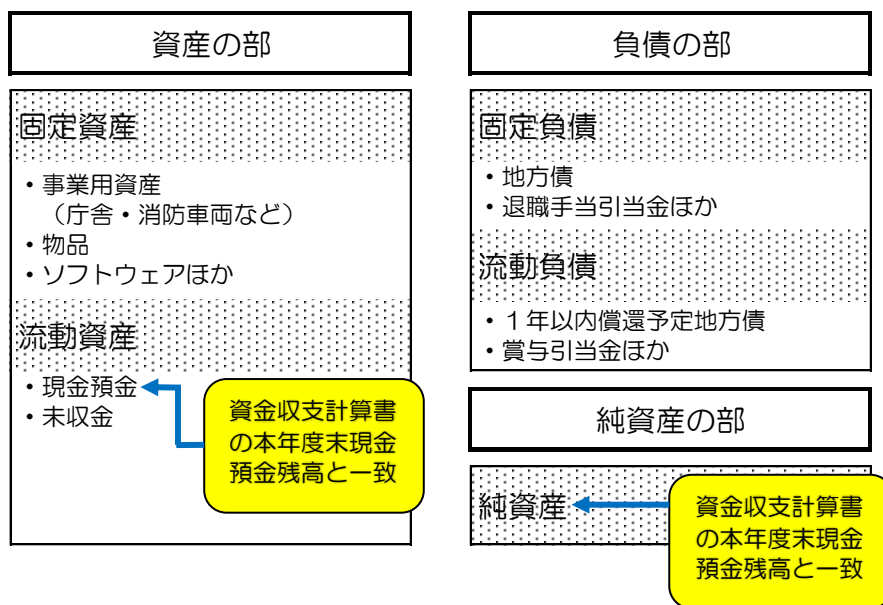 資産の部
固定資産
・事業用資産
（庁舎・消防車両など）
・物品
・ソフトウェアほか
流動資産
・現金預金
・未収金
資金収支計算書
の本年度末現金
預金残高と一致
負債の部
固定負債
・地方債
・退職手当引当金ほか
流動負債
・１年以内償還予定地方債
・賞与引当金ほか
純資産の部
純資産
資金収支計算書
の本年度末現金
預金残高と一致